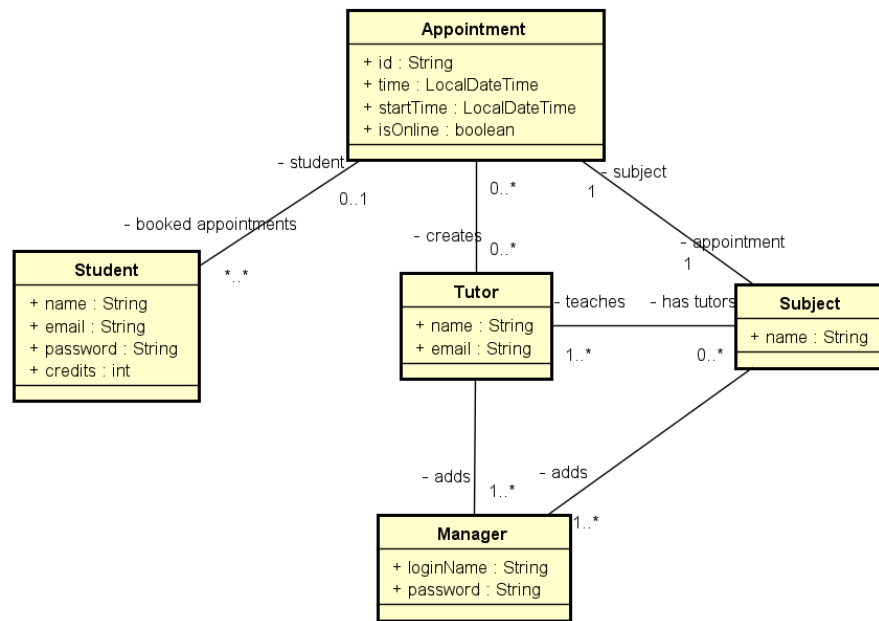 Appointment
+ id : String
+ time : LocalDateTime
+ startTime : LocalDateTime
+ isOnline : boolean
- student
0..1
0..*
- subject
1
- booked appointments
*..*
- creates
0..*
- appointment
1
Student
+ name : String
+ email : String
+ password : String
+ credits : int
Tutor
+ name : String
+ email : String
- teaches
- has tutors
1..*
0..*
Subject
+ name : String
- adds
1..*
- adds
1..*
Manager
+ loginName : String
+ password : String